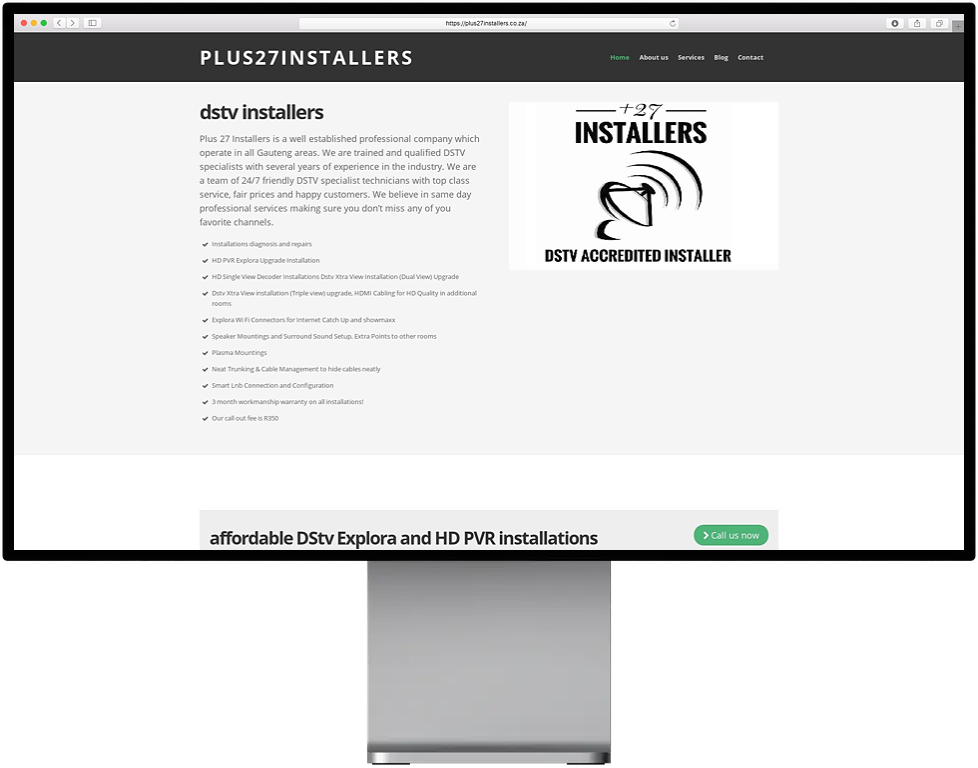 https://plus27installers.co.za/
PLUS27INSTALLERS
Home About us Services Blog Contact
dstv installers
Plus 27 Installers is a well established professional company which
operate in all Gauteng areas. We are trained and qualified DSTV
specialists with several years of experience in the industry. We are
a team of 24/7 friendly DSTV specialist technicians with top class
service, fair prices and happy customers. We believe in same day
professional services making sure you don't miss any of you
favorite channels.
Installations diagnosis and repairs
HD PVR Explora Upgrade Installation
HD Single View Decoder Installations Dstv Xtra View Installation (Dual View) Upgrade
Dstv Xtra View installation (Triple view) upgrade, HDMI Cabling for HD Quality in additional
rooms
Explora Wi Fi Connectors for Internet Catch Up and showmaxx
Speaker Mountings and Surround Sound Setup. Extra Points to other rooms
Plasma Mountings
Neat Trunking & Cable Management to hide cables neatly
Smart Lnb Connection and Configuration
3 month workmanship warranty on all installations!
Our call out fee is R350
+27
INSTALLERS
DSTV ACCREDITED INSTALLER
affordable DStv Explora and HD PVR installations
Call us now